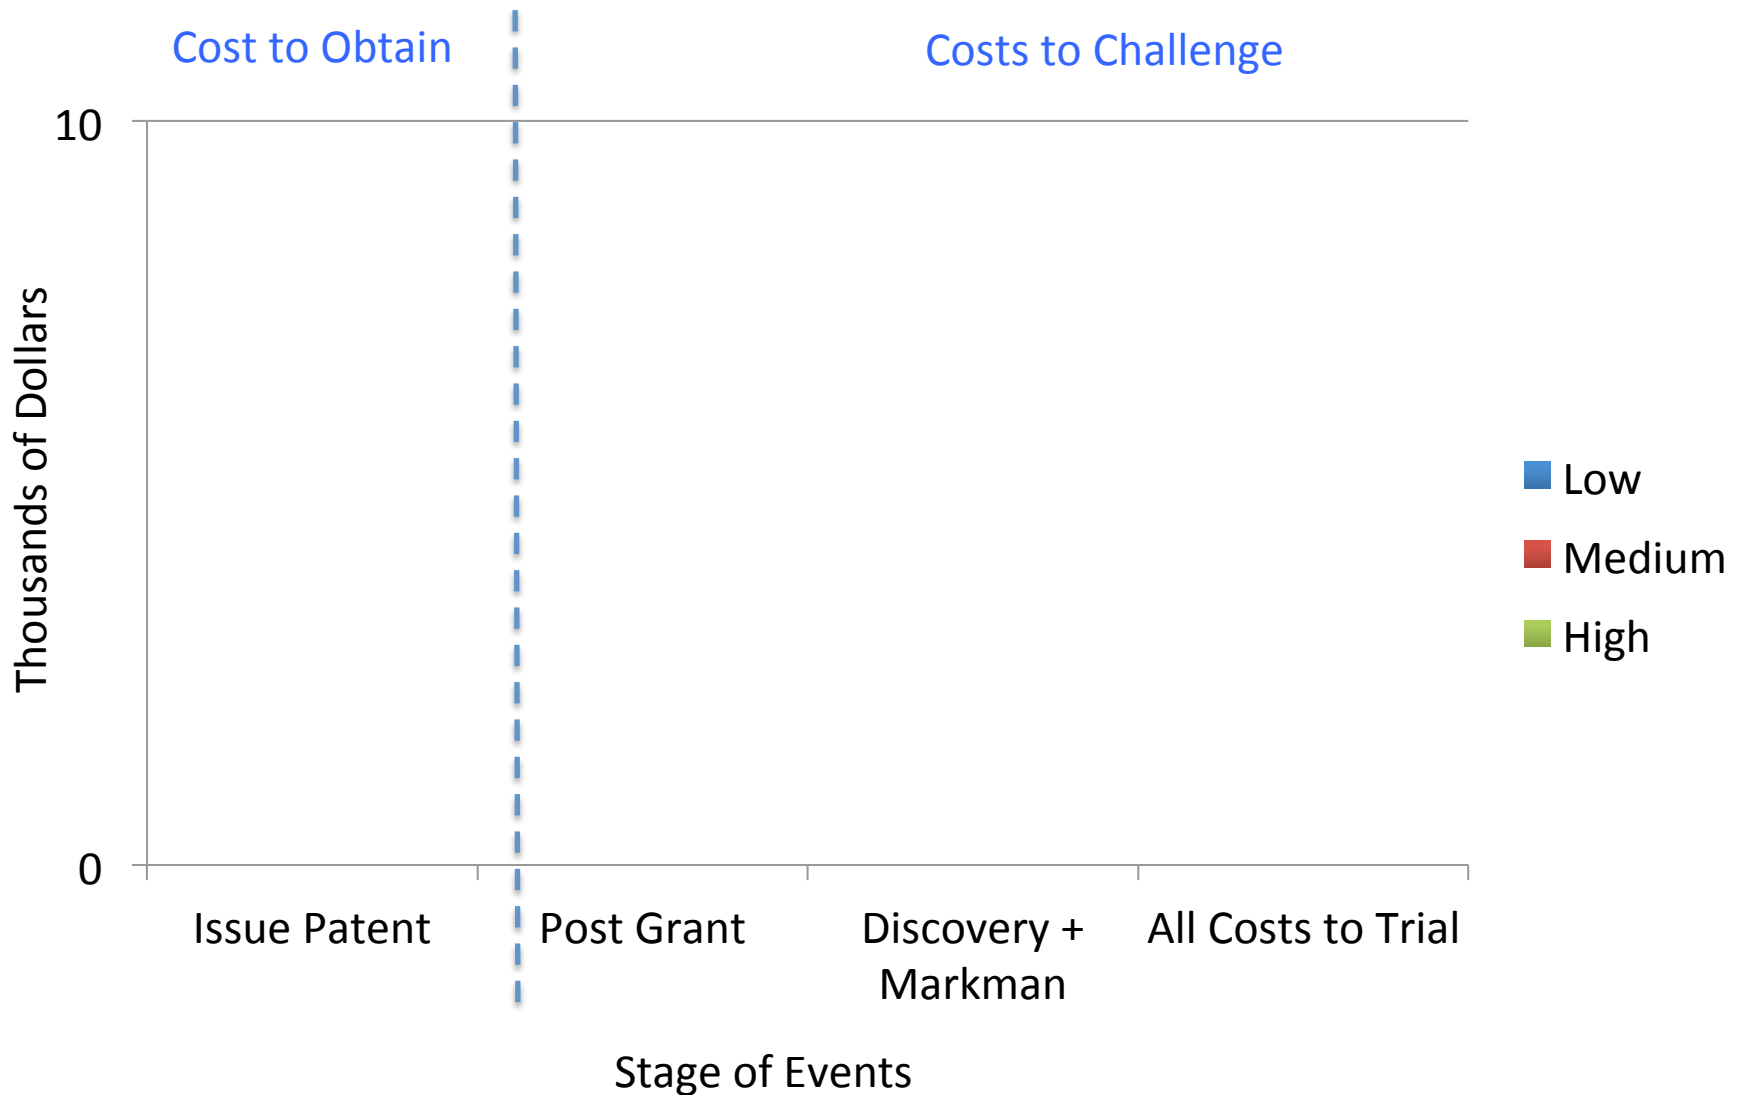 Cost to Obtain
Costs to Challenge
10
Thousands of Dollars
0
Low
Medium
High
Issue Patent
Post Grant
Discovery +
Markman
All Costs to Trial
Stage of Events